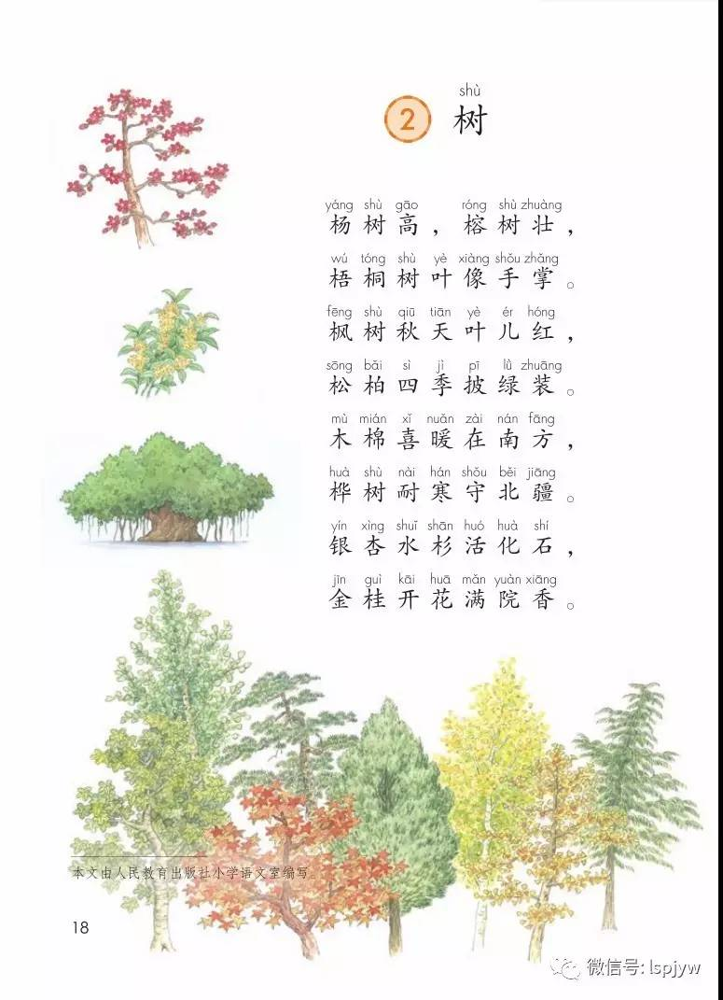 shù
2 树
yáng shù gāo róng shù zhuàng
杨树高，榕树壮，
wú tóng shù yè xiàng shǒu zhǎng
梧桐树叶像手掌。
fēng shù qiū tiān yè ér hóng
枫树秋天叶儿红，
sōng bǎi sì jì pī lǜ zhuāng
松柏四季披绿装。
mù mián xǐ nuǎn zài nán fāng
木棉喜暖在南方，
huà shù nài hán shǒu běi jiāng
桦树耐寒守北疆。
yín xìng shuǐ shān huó huà shí
银杏水杉活化石，
jīn guì kāi huā mǎn yuàn xiāng
金桂开花满院香。
本文由人民教育出版社小学语文室编写。
18
微信号: lspjyw